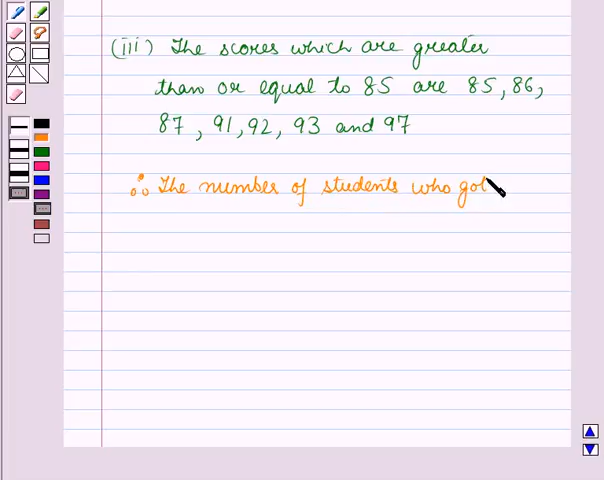 (iii) The scores which are greater
than or equal to 85 are 85, 86,
87, 91, 92, 93 and 97
∴ The number of students who got